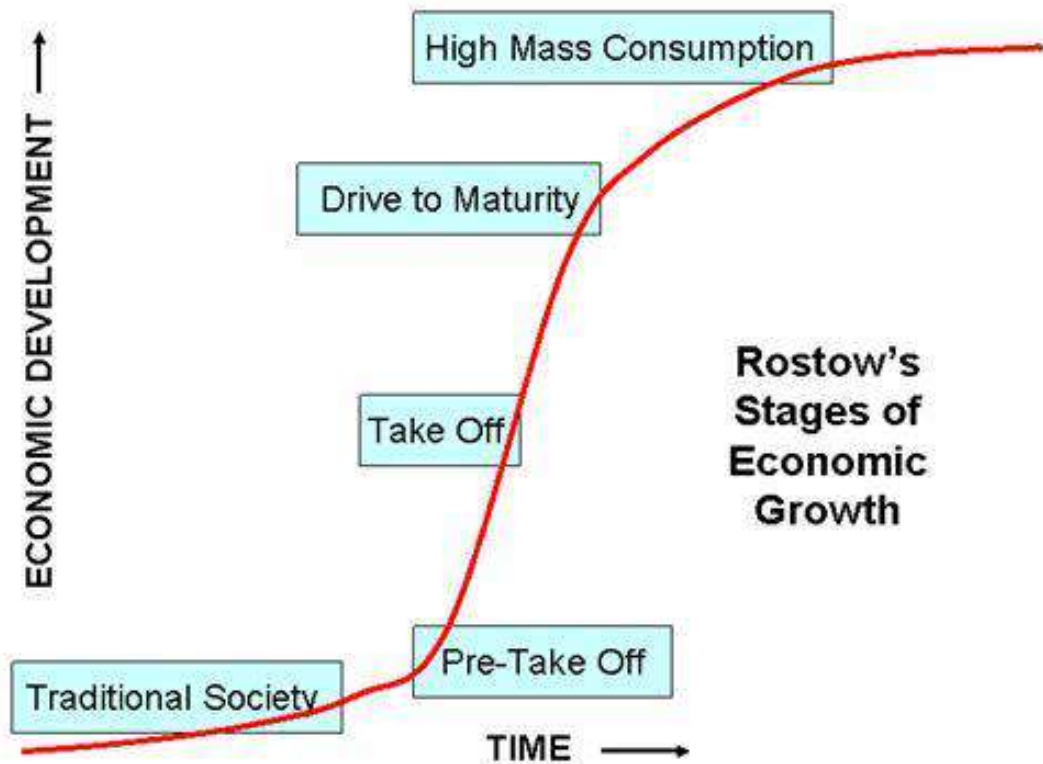 High Mass Consumption
ECONOMIC DEVELOPMENT
Drive to Maturity
Rostow's
Stages of
Economic
Growth
Take Off
Pre-Take Off
Traditional Society
TIME